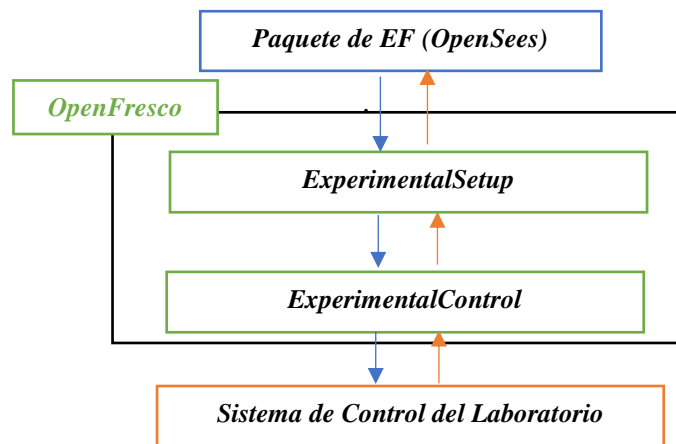 Paquete de EF (OpenSees)
OpenFresco
ExperimentalSetup
ExperimentalControl
Sistema de Control del Laboratorio